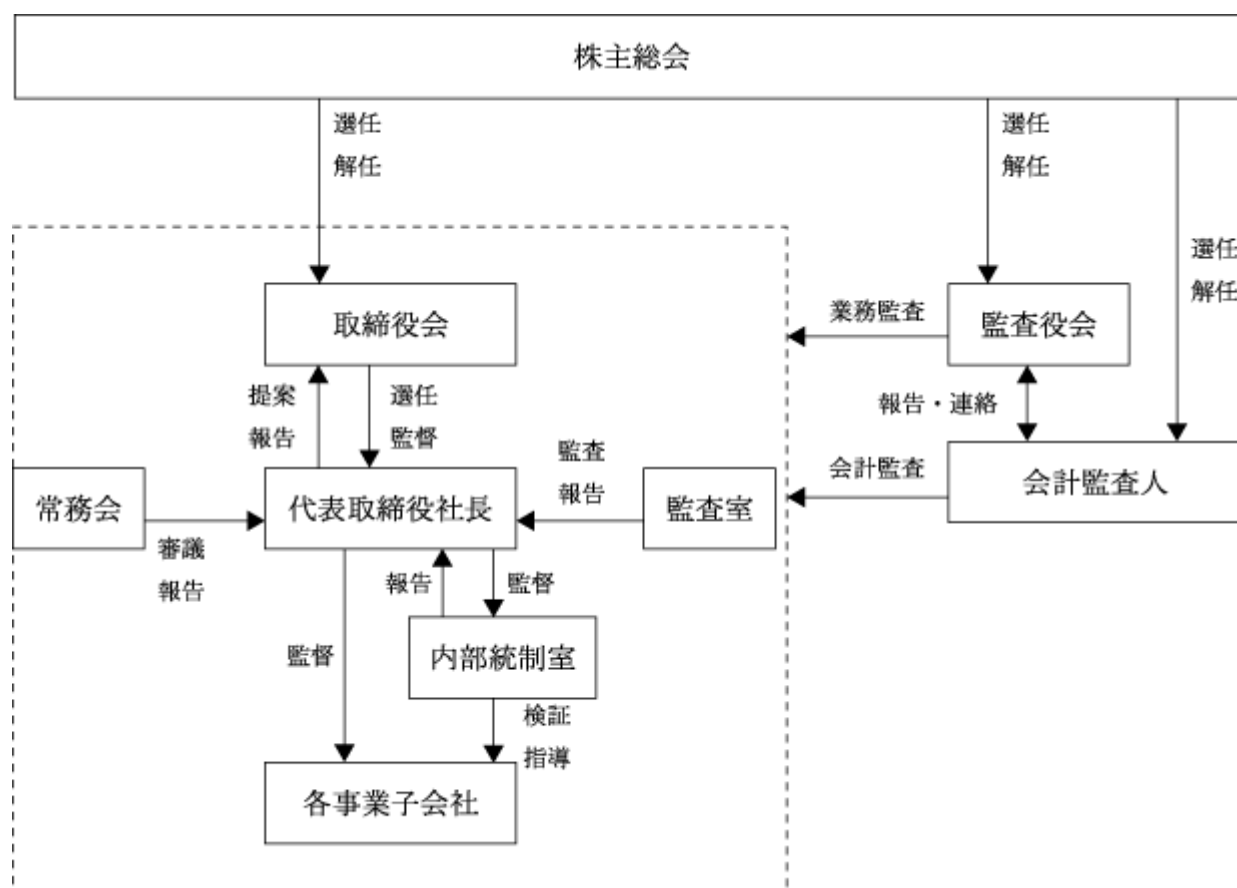 株主総会
選任
解任
選任
解任
選任
解任
取締役会
業務監査
監査役会
提案
報告
選任
監督
報告・連絡
監査
報告
会計監査
会計監査人
常務会
代表取締役社長
監査室
審議
報告
報告
監督
監督
内部統制室
検証
指導
各事業子会社